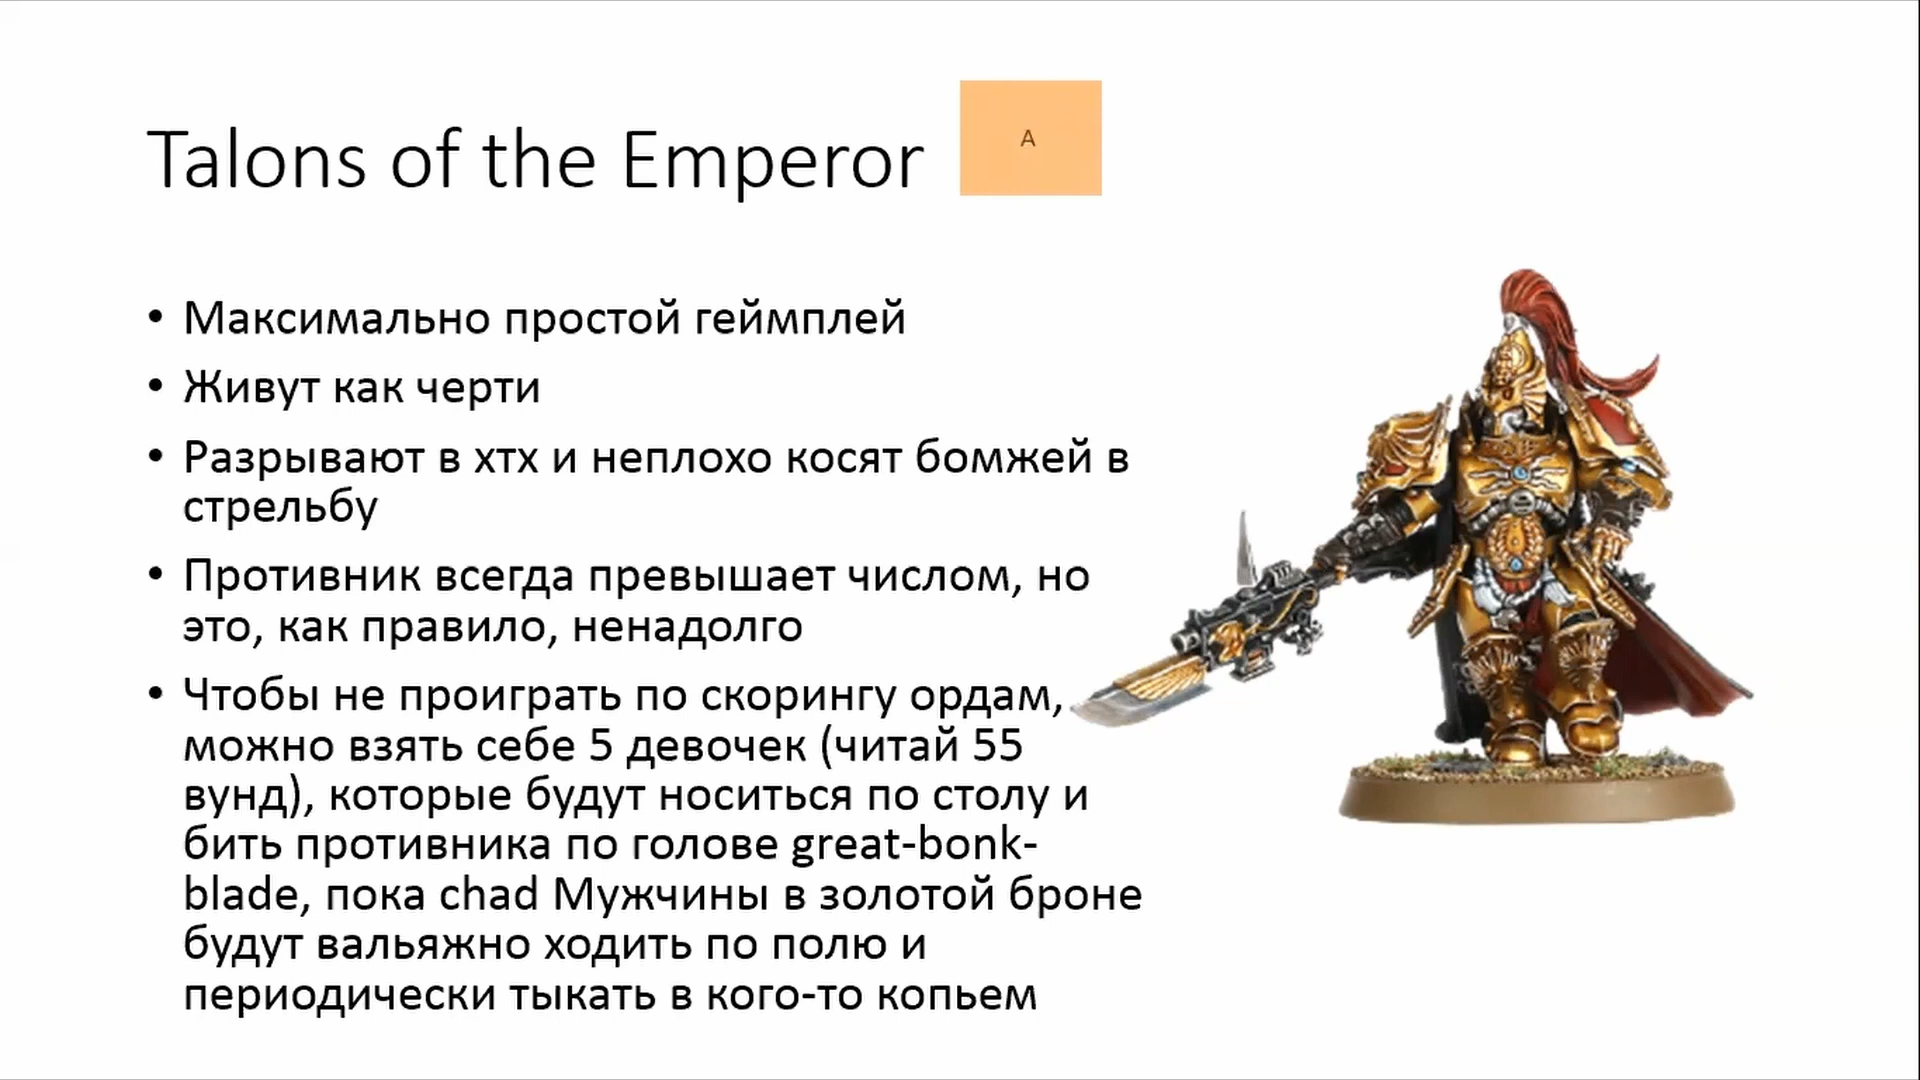 Talons of the Emperor
A
• Максимально простой геймплей
• Живут как черти
• Разрывают в хтх и неплохо косят бомжей в
стрельбу
• Противник всегда превышает числом, но
это, как правило, ненадолго
• Чтобы не проиграть по скорингу ордам,
можно взять себе 5 девочек (читай 55
вунд), которые будут носиться по столу и
бить противника по голове great-bonk-
blade, пока chad Мужчины в золотой броне
будут вальяжно ходить по полю и
периодически тыкать в кого-то копьем